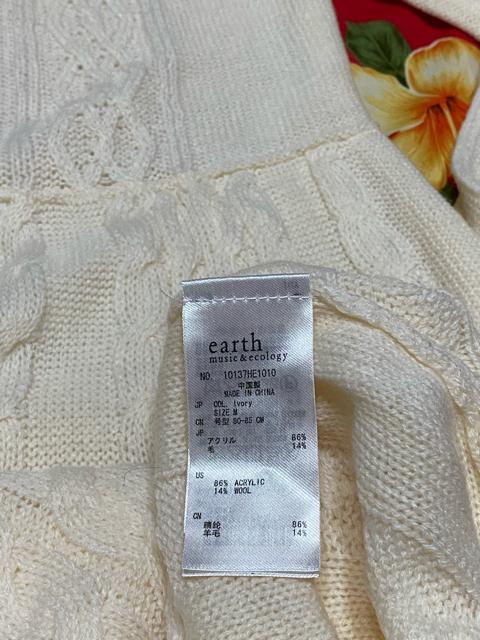 earth
music & ecology
NO. 10137HE1010
中国製
MADE IN CHINA
JP COL. Ivory
SIZE M
CN 号型 80-85 CM
JP
アクリル 86%
毛 14%
US
86% ACRYLIC
14% WOOL
CN
腈纶 86%
羊毛 14%